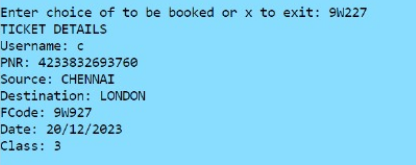 Enter choice of to be booked or x to exit: 9W227
TICKET DETAILS
Username: c
PNR: 4233832693760
Source: CHENNAI
Destination: LONDON
FCode: 9W927
Date: 20/12/2023
Class: 3